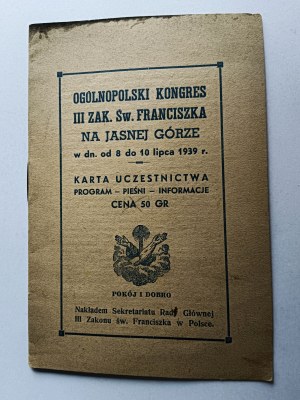 OGÓLNOPOLSKI KONGRES
III ZAK. Św. FRANCISZKA
NA JASNEJ GÓRZE
w dn. od 8 do 10 lipca 1939 r.
KARTA UCZESTNICTWA
PROGRAM – PIEŚNI – INFORMACJE
CENA 50 GR
POKÓJ I DOBRO
Nakładem Sekretariatu Rady Głównej
III Zakonu św. Franciszka w Polsce.